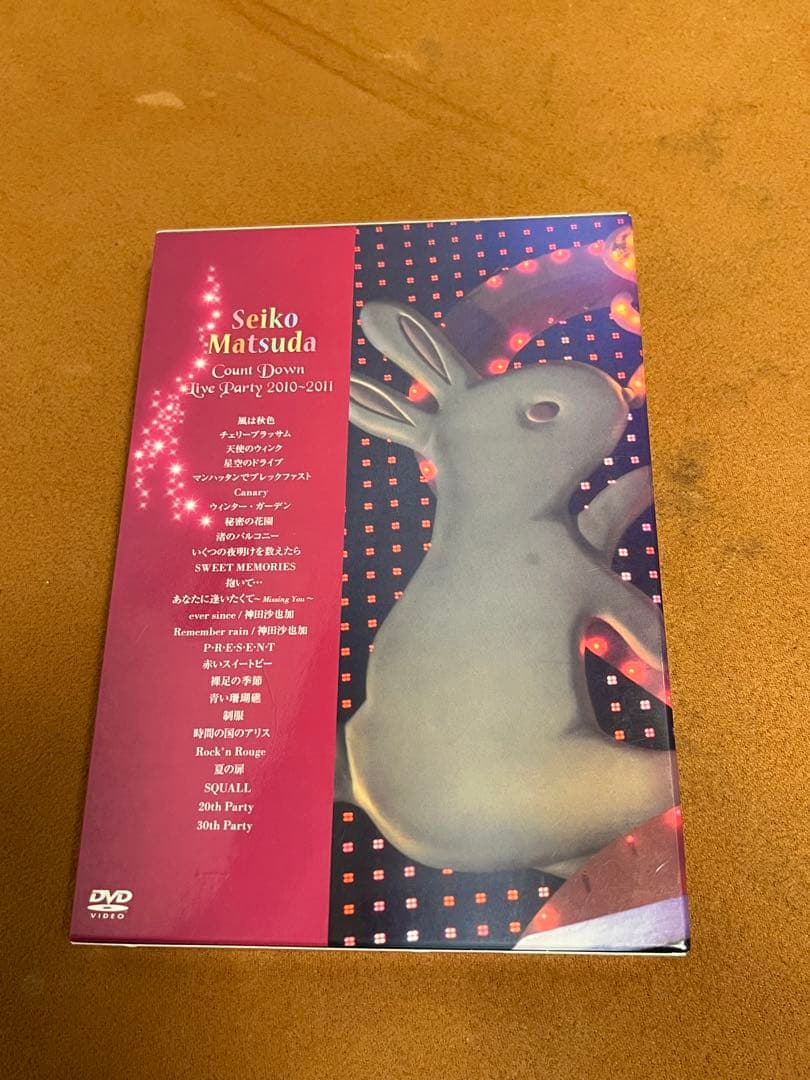 Seiko
Matsuda
Count Down
Live Party 2010~2011
風は秋色
チェリーブラッサム
天使のウィンク
星空のドライブ
マンハッタンでブレックファスト
Canary
ウィンター・ガーデン
秘密の花園
渚のバルコニー
いくつの夜明けを数えたら
SWEET MEMORIES
抱いて…
あなたに逢いたくて~Missing You~
ever since / 神田沙也加
Remember rain / 神田沙也加
P・R・E・S・E・N・T
赤いスイートピー
裸足の季節
青い珊瑚礁
制服
時間の国のアリス
Rock'n Rouge
夏の扉
SQUALL
20th Party
30th Party
DVD
VIDEO